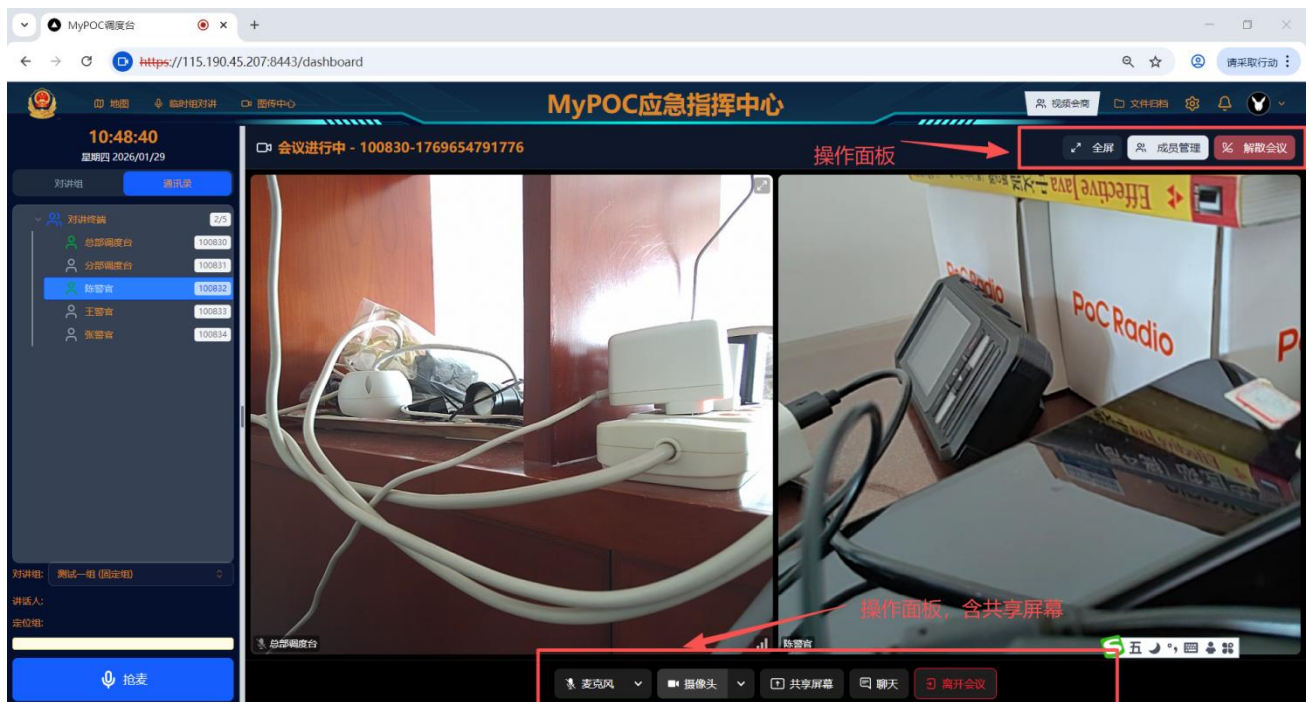 MyPOC调度台
https://115.190.45.207:8443/dashboard
请采取行动
地图 临时组对讲 图传中心
MyPOC应急指挥中心
视频会商 文件归档
10:48:40
星期四 2026/01/29
会议进行中 - 100830-1769654791776
操作面板
全屏 成员管理 解散会议
对讲组 通讯录
对讲终端 2/5
总部调度台 100830
分部调度台 100831
陈警官 100832
王警官 100833
张警官 100834
Effective Java
PoC Radio
PoC Radio
P
对讲组: 测试一组 (固定组)
讲话人:
定位组:
抢麦
操作面板，含共享屏幕
总部调度台
陈警官
五
麦克风 摄像头 共享屏幕 聊天 离开会议